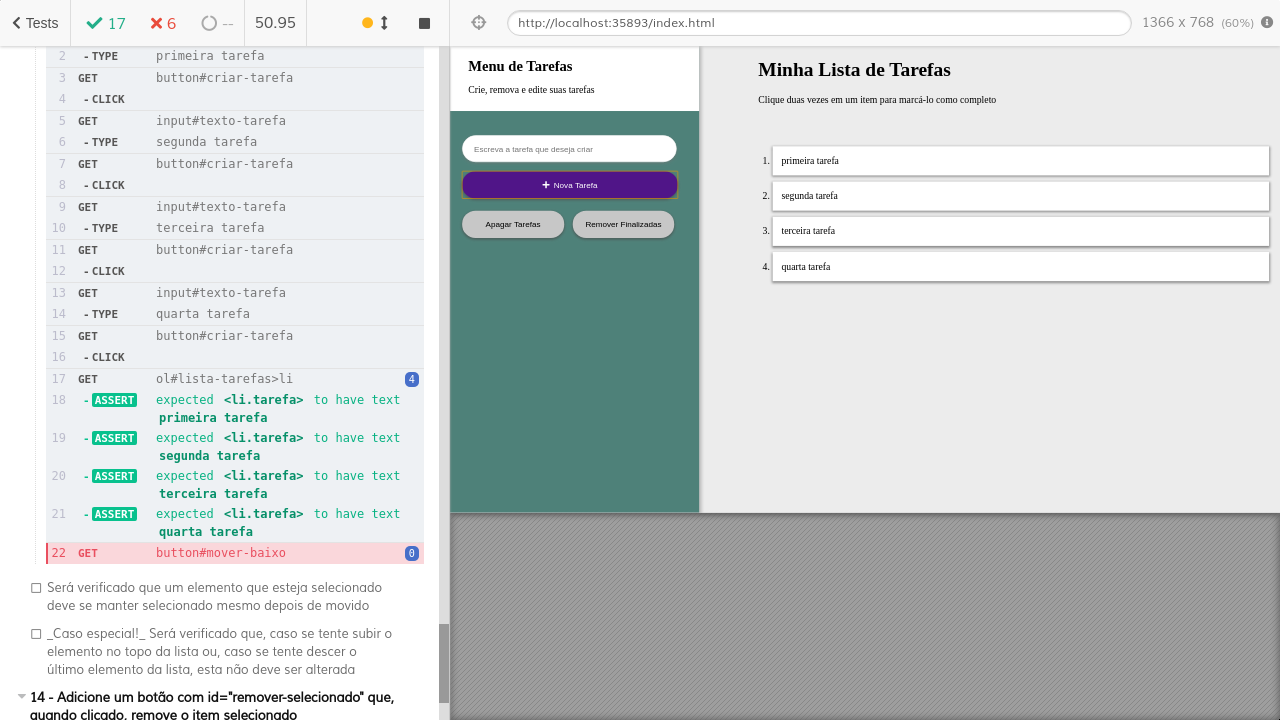 Tests 17 6 -- 50.95
http://localhost:35893/index.html 1366 x 768 (60%)
2 - TYPE primeira tarefa
3 GET button#criar-tarefa
4 - CLICK
5 GET input#texto-tarefa
6 - TYPE segunda tarefa
7 GET button#criar-tarefa
8 - CLICK
9 GET input#texto-tarefa
10 - TYPE terceira tarefa
11 GET button#criar-tarefa
12 - CLICK
13 GET input#texto-tarefa
14 - TYPE quarta tarefa
15 GET button#criar-tarefa
16 - CLICK
17 GET ol#lista-tarefas>li 4
18 - ASSERT expected <li.tarefa> to have text
primeira tarefa
19 - ASSERT expected <li.tarefa> to have text
segunda tarefa
20 - ASSERT expected <li.tarefa> to have text
terceira tarefa
21 - ASSERT expected <li.tarefa> to have text
quarta tarefa
22 GET button#mover-baixo 0
Será verificado que um elemento que esteja selecionado
deve se manter selecionado mesmo depois de movido
_Caso especial!_ Será verificado que, caso se tente subir o
elemento no topo da lista ou, caso se tente descer o
último elemento da lista, esta não deve ser alterada
14 - Adicione um botão com id="remover-selecionado" que,
quando clicado, remove o item selecionado
Menu de Tarefas
Crie, remova e edite suas tarefas
Escreva a tarefa que deseja criar
+ Nova Tarefa
Apagar Tarefas Remover Finalizadas
Minha Lista de Tarefas
Clique duas vezes em um item para marcá-lo como completo
1. primeira tarefa
2. segunda tarefa
3. terceira tarefa
4. quarta tarefa